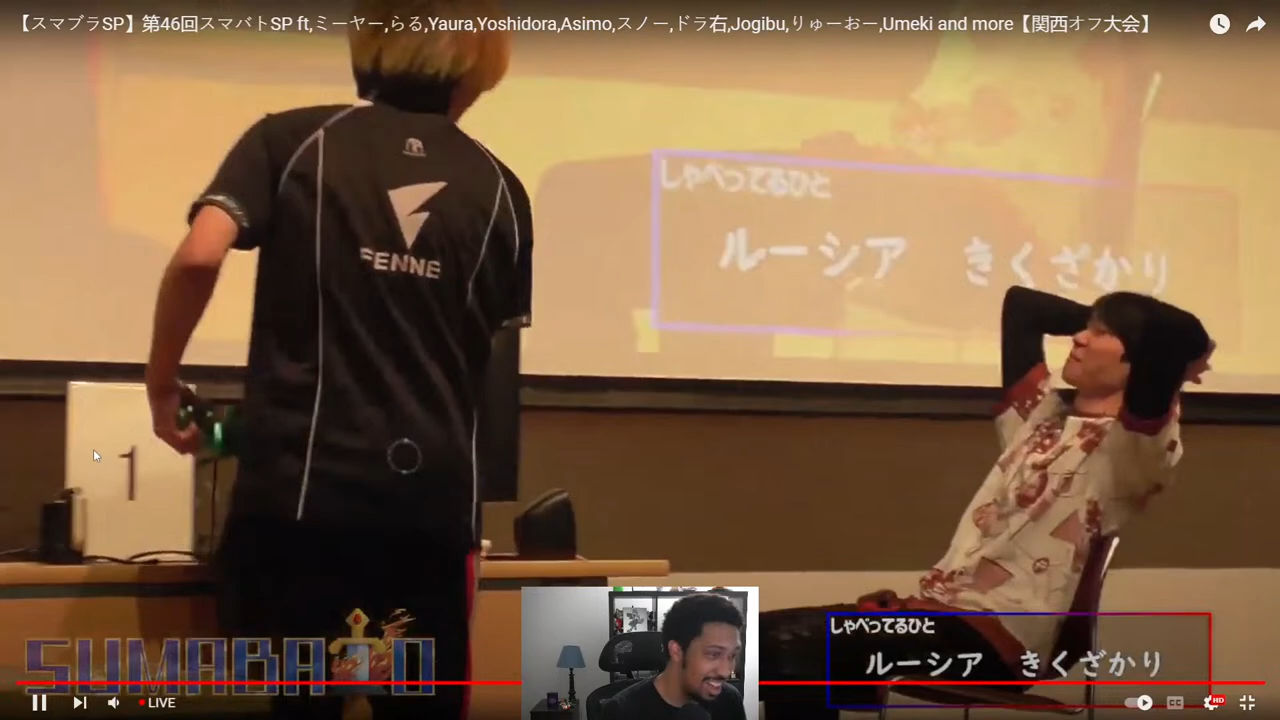 【スマブラSP】第46回スマバトSP ft,ミーヤー,らる,Yaura,Yoshidora,Asimo,スノー,ドラ右,Jogibu,りゅーおー,Umeki and more【関西オフ大会】
しゃべってるひと
ルーシア きくざかり
FENNE
1
SUMABATO
しゃべってるひと
ルーシア きくざかり
LIVE
CC
HD